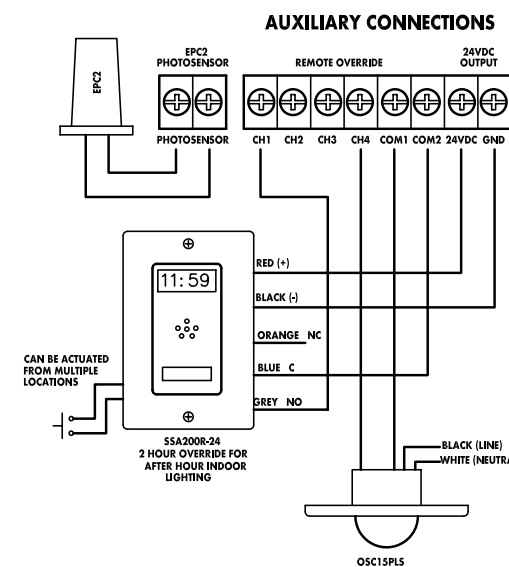 AUXILIARY CONNECTIONS
EPC2
EPC2
PHOTOSENSOR
REMOTE OVERRIDE
24VDC
OUTPUT
PHOTOSENSOR
CH1 CH2 CH3 CH4 COM1 COM2 24VDC GND
RED (+)
11:59
BLACK (-)
ORANGE NC
BLUE C
GREY NO
CAN BE ACTUATED
FROM MULTIPLE
LOCATIONS
SSA200R-24
2 HOUR OVERRIDE FOR
AFTER HOUR INDOOR
LIGHTING
BLACK (LINE)
WHITE (NEUTRA
OSC15PLS